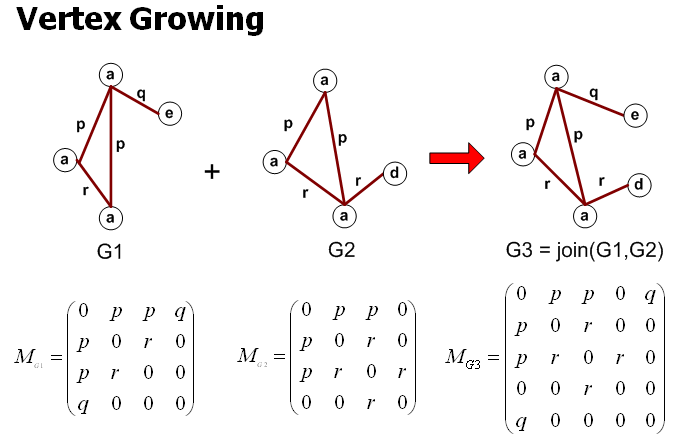 Vertex Growing
a
q
e
p
p
a
r
a
G1
+
a
p
p
a
r
r
d
a
G2
a
q
e
p
p
a
r
r
d
a
G3 = join(G1,G2)
M_G1 =
0 p p q
p 0 r 0
p r 0 0
q 0 0 0
M_G2 =
0 p p 0
p 0 r 0
p r 0 r
0 0 r 0
M_G3 =
0 p p 0 q
p 0 r 0 0
p r 0 r 0
0 0 r 0 0
q 0 0 0 0